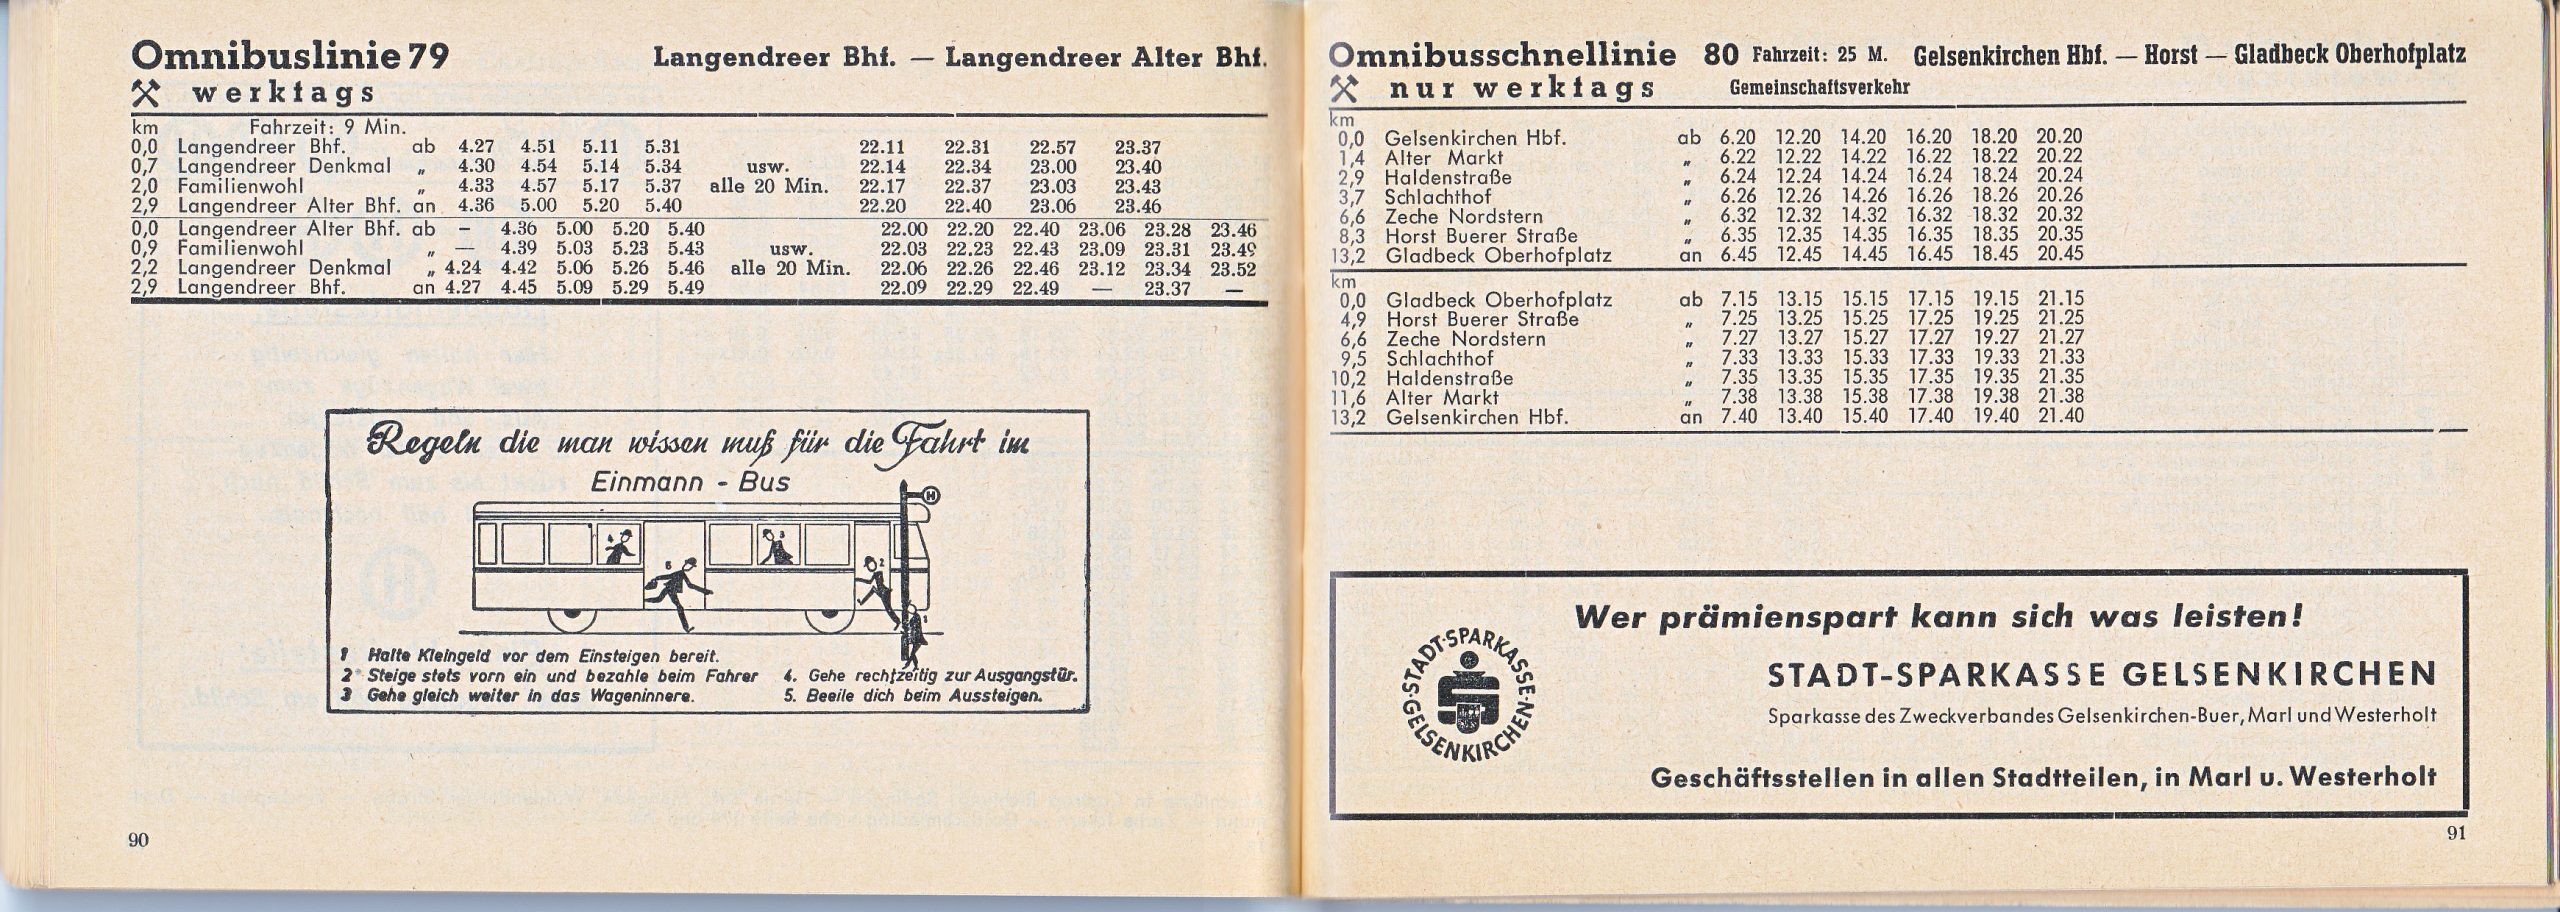 Omnibuslinie 79 Langendreer Bhf. — Langendreer Alter Bhf.
werktags
km Fahrzeit: 9 Min.
0,0 Langendreer Bhf. ab 4.27 4.51 5.11 5.31 22.11 22.31 22.57 23.37
0,7 Langendreer Denkmal „ 4.30 4.54 5.14 5.34 usw. 22.14 22.34 23.00 23.40
2,0 Familienwohl „ 4.33 4.57 5.17 5.37 alle 20 Min. 22.17 22.37 23.03 23.43
2,9 Langendreer Alter Bhf. an 4.36 5.00 5.20 5.40 22.20 22.40 23.06 23.46
0,0 Langendreer Alter Bhf. ab – 4.36 5.00 5.20 5.40 22.00 22.20 22.40 23.06 23.28 23.46
0,9 Familienwohl „ — 4.39 5.03 5.23 5.43 usw. 22.03 22.23 22.43 23.09 23.31 23.49
2,2 Langendreer Denkmal „ 4.24 4.42 5.06 5.26 5.46 alle 20 Min. 22.06 22.26 22.46 23.12 23.34 23.52
2,9 Langendreer Bhf. an 4.27 4.45 5.09 5.29 5.49 22.09 22.29 22.49 — 23.37 —
Regeln die man wissen muß für die Fahrt im
Einmann - Bus
H
4 3
5 2
1
1 Halte Kleingeld vor dem Einsteigen bereit.
2 Steige stets vorn ein und bezahle beim Fahrer 4. Gehe rechtzeitig zur Ausgangstür.
3 Gehe gleich weiter in das Wageninnere. 5. Beeile dich beim Aussteigen.
90
Omnibusschnellinie 80 Fahrzeit: 25 M. Gelsenkirchen Hbf. — Horst — Gladbeck Oberhofplatz
nur werktags Gemeinschaftsverkehr
km
0,0 Gelsenkirchen Hbf. ab 6.20 12.20 14.20 16.20 18.20 20.20
1,4 Alter Markt „ 6.22 12.22 14.22 16.22 18.22 20.22
2,9 Haldenstraße „ 6.24 12.24 14.24 16.24 18.24 20.24
3,7 Schlachthof „ 6.26 12.26 14.26 16.26 18.26 20.26
6,6 Zeche Nordstern „ 6.32 12.32 14.32 16.32 18.32 20.32
8,3 Horst Buerer Straße „ 6.35 12.35 14.35 16.35 18.35 20.35
13,2 Gladbeck Oberhofplatz an 6.45 12.45 14.45 16.45 18.45 20.45
km
0,0 Gladbeck Oberhofplatz ab 7.15 13.15 15.15 17.15 19.15 21.15
4,9 Horst Buerer Straße „ 7.25 13.25 15.25 17.25 19.25 21.25
6,6 Zeche Nordstern „ 7.27 13.27 15.27 17.27 19.27 21.27
9,5 Schlachthof „ 7.33 13.33 15.33 17.33 19.33 21.33
10,2 Haldenstraße „ 7.35 13.35 15.35 17.35 19.35 21.35
11,6 Alter Markt „ 7.38 13.38 15.38 17.38 19.38 21.38
13,2 Gelsenkirchen Hbf. an 7.40 13.40 15.40 17.40 19.40 21.40
Wer prämienspart kann sich was leisten!
STADT-SPARKASSE GELSENKIRCHEN
STADT-SPARKASSE GELSENKIRCHEN
Sparkasse des Zweckverbandes Gelsenkirchen-Buer, Marl und Westerholt
Geschäftsstellen in allen Stadtteilen, in Marl u. Westerholt
91